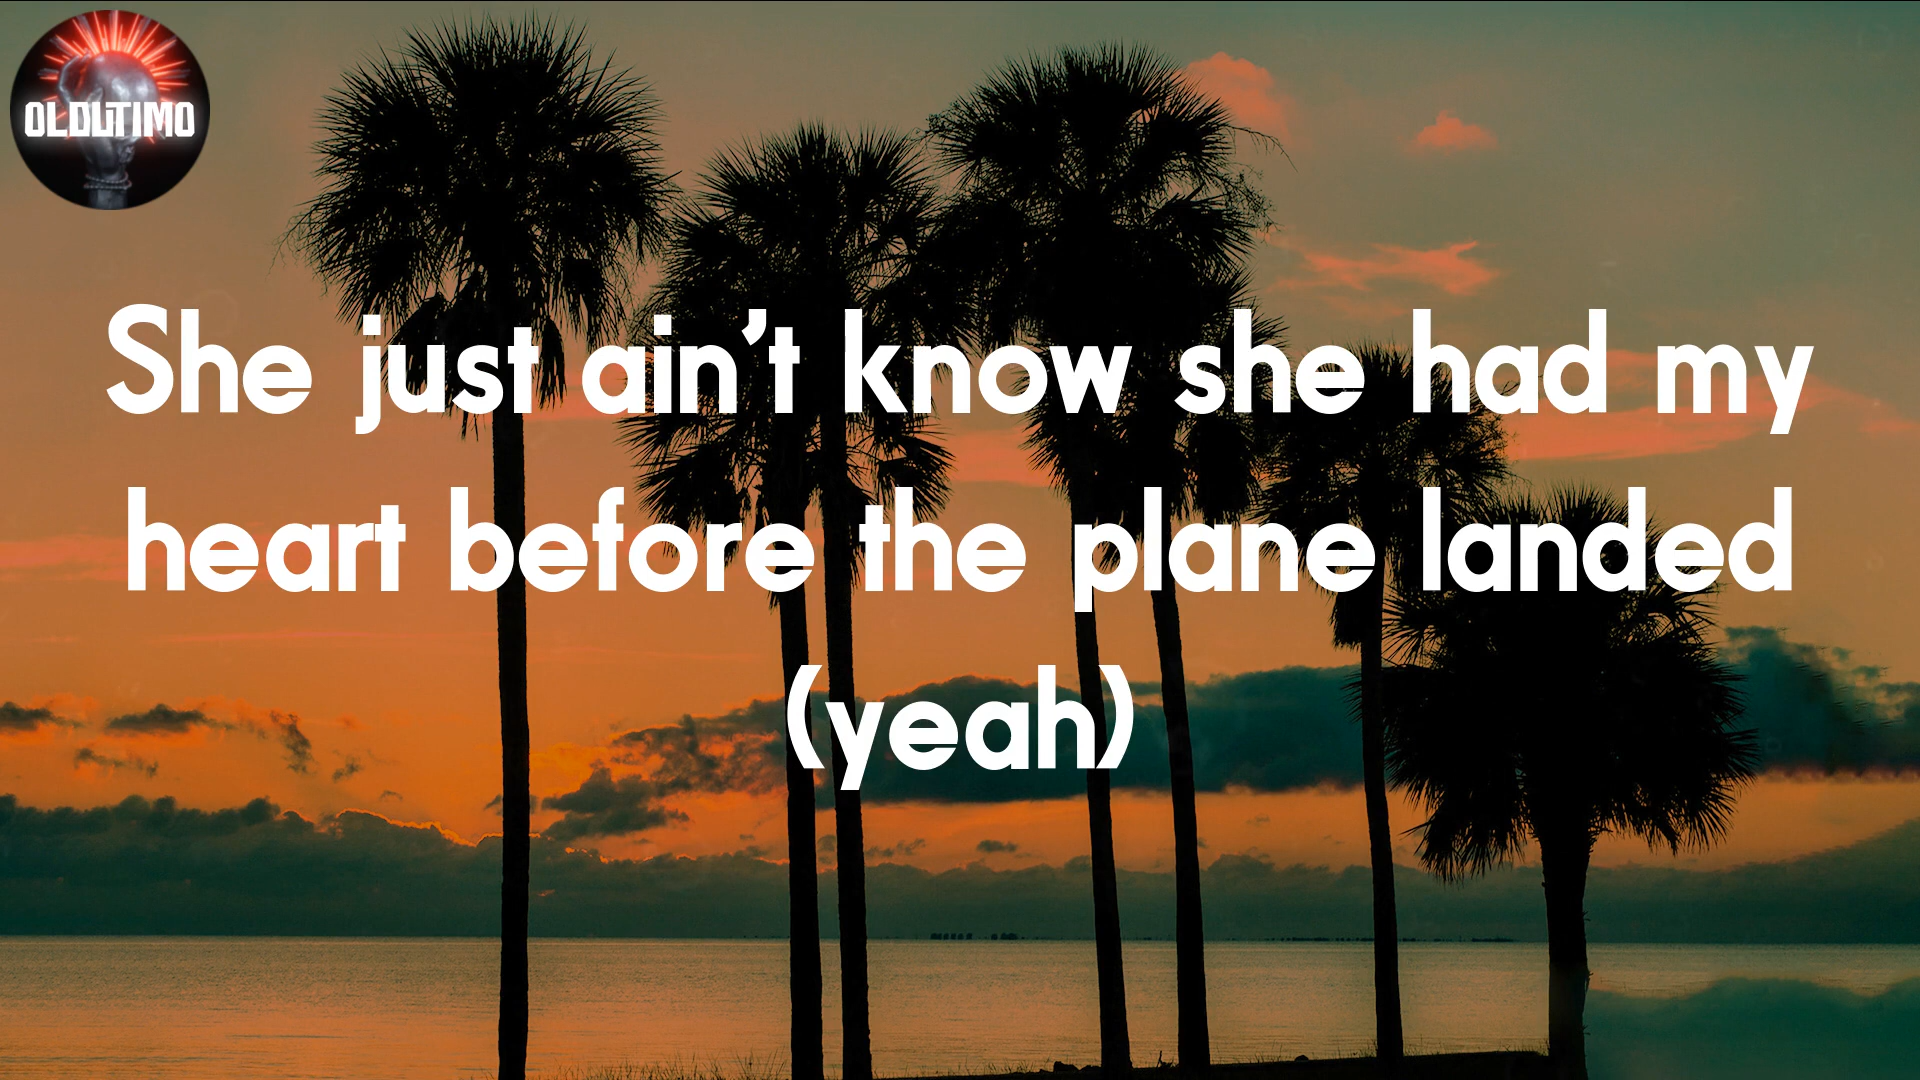 OLDUTIMO
She just ain't know she had my
heart before the plane landed
(yeah)